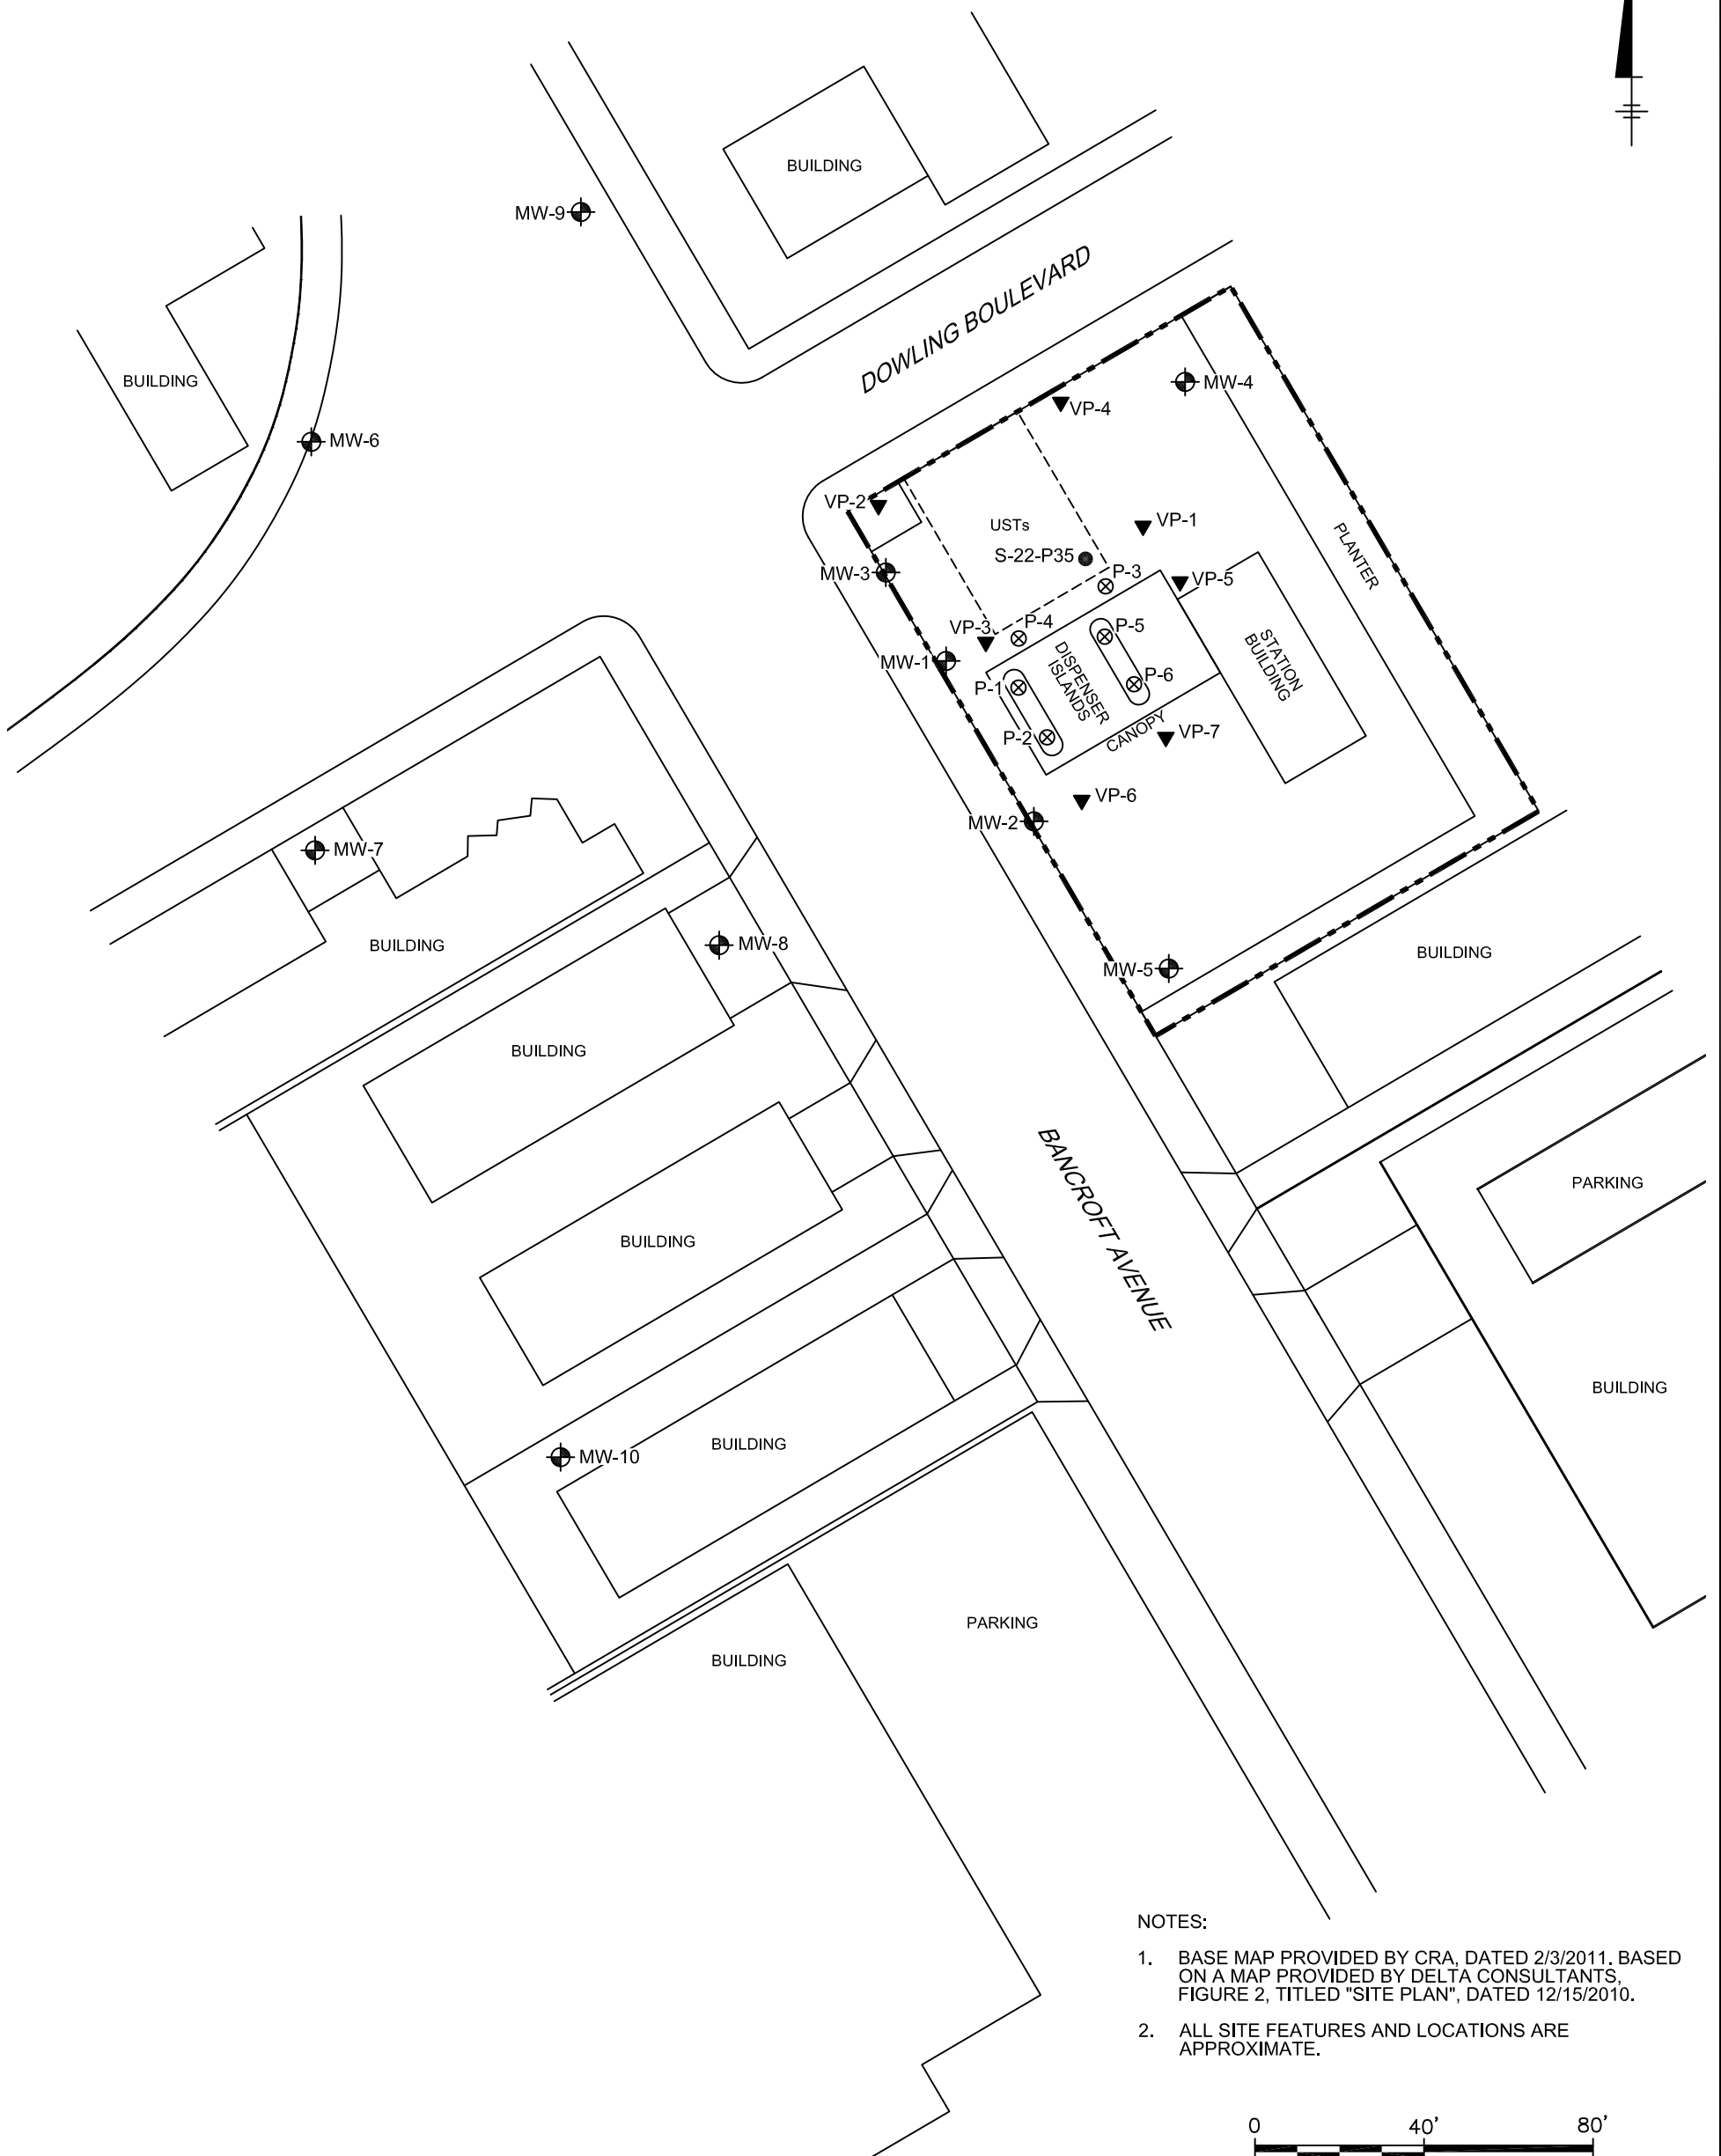 BUILDING
MW-9
DOWLING BOULEVARD
BUILDING
MW-4
VP-4
MW-6
VP-2
USTs
VP-1
PLANTER
S-22-P35
MW-3
P-3
VP-5
VP-3
P-4
P-5
STATION
BUILDING
MW-1
DISPENSER
ISLANDS
P-1
P-6
CANOPY
P-2
VP-7
VP-6
MW-2
MW-7
BUILDING
MW-8
BUILDING
MW-5
BUILDING
BANCROFT AVENUE
PARKING
BUILDING
BUILDING
BUILDING
MW-10
PARKING
BUILDING
NOTES:
1. BASE MAP PROVIDED BY CRA, DATED 2/3/2011. BASED
ON A MAP PROVIDED BY DELTA CONSULTANTS,
FIGURE 2, TITLED "SITE PLAN", DATED 12/15/2010.
2. ALL SITE FEATURES AND LOCATIONS ARE
APPROXIMATE.
0 40' 80'